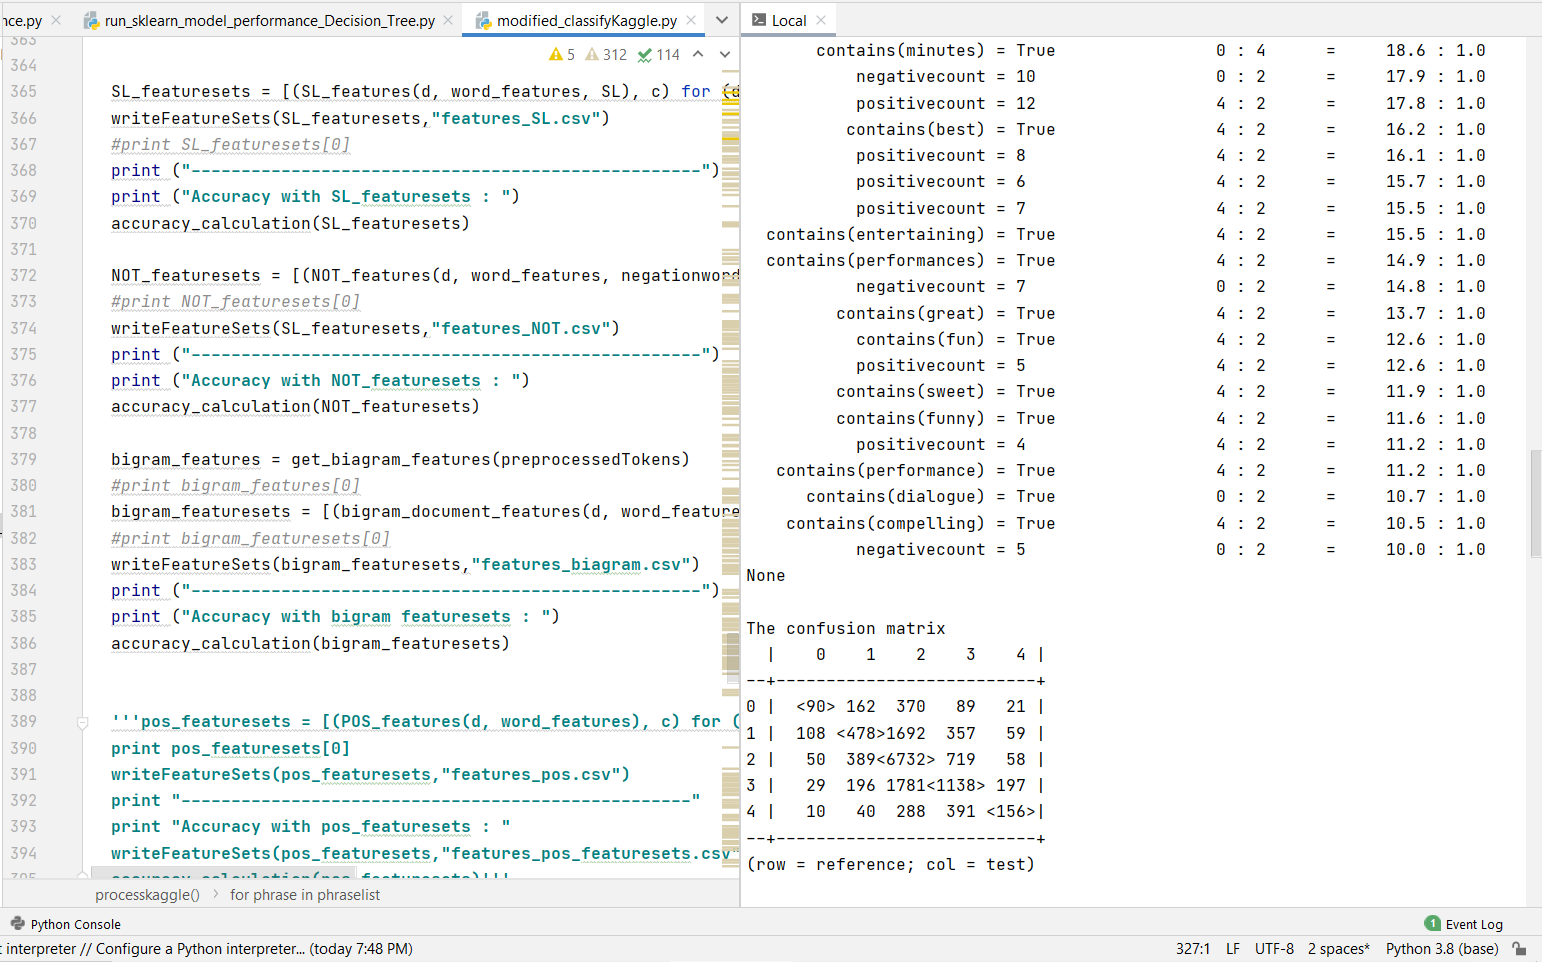 nce.py
run_sklearn_model_performance_Decision_Tree.py
modified_classifyKaggle.py
Local
5 312 114
363
364
365 SL_featuresets = [(SL_features(d, word_features, SL), c) for (d
366 writeFeatureSets(SL_featuresets,"features_SL.csv")
367 #print SL_featuresets[0]
368 print ("---------------------------------------------------")
369 print ("Accuracy with SL_featuresets : ")
370 accuracy_calculation(SL_featuresets)
371
372 NOT_featuresets = [(NOT_features(d, word_features, negationword
373 #print NOT_featuresets[0]
374 writeFeatureSets(SL_featuresets,"features_NOT.csv")
375 print ("---------------------------------------------------")
376 print ("Accuracy with NOT_featuresets : ")
377 accuracy_calculation(NOT_featuresets)
378
379 bigram_features = get_biagram_features(preprocessedTokens)
380 #print bigram_features[0]
381 bigram_featuresets = [(bigram_document_features(d, word_feature
382 #print bigram_featuresets[0]
383 writeFeatureSets(bigram_featuresets,"features_biagram.csv")
384 print ("---------------------------------------------------")
385 print ("Accuracy with bigram featuresets : ")
386 accuracy_calculation(bigram_featuresets)
387
388
389 '''pos_featuresets = [(POS_features(d, word_features), c) for (
390 print pos_featuresets[0]
391 writeFeatureSets(pos_featuresets,"features_pos.csv")
392 print "---------------------------------------------------"
393 print "Accuracy with pos_featuresets : "
394 writeFeatureSets(pos_featuresets,"features_pos_featuresets.csv"
395 accuracy_calculation(pos_featuresets)'''
processkaggle() > for phrase in phraselist
contains(minutes) = True 0 : 4 = 18.6 : 1.0
negativecount = 10 0 : 2 = 17.9 : 1.0
positivecount = 12 4 : 2 = 17.8 : 1.0
contains(best) = True 4 : 2 = 16.2 : 1.0
positivecount = 8 4 : 2 = 16.1 : 1.0
positivecount = 6 4 : 2 = 15.7 : 1.0
positivecount = 7 4 : 2 = 15.5 : 1.0
contains(entertaining) = True 4 : 2 = 15.5 : 1.0
contains(performances) = True 4 : 2 = 14.9 : 1.0
negativecount = 7 0 : 2 = 14.8 : 1.0
contains(great) = True 4 : 2 = 13.7 : 1.0
contains(fun) = True 4 : 2 = 12.6 : 1.0
positivecount = 5 4 : 2 = 12.6 : 1.0
contains(sweet) = True 4 : 2 = 11.9 : 1.0
contains(funny) = True 4 : 2 = 11.6 : 1.0
positivecount = 4 4 : 2 = 11.2 : 1.0
contains(performance) = True 4 : 2 = 11.2 : 1.0
contains(dialogue) = True 0 : 2 = 10.7 : 1.0
contains(compelling) = True 4 : 2 = 10.5 : 1.0
negativecount = 5 0 : 2 = 10.0 : 1.0
None
The confusion matrix
| 0 1 2 3 4 |
--+--------------------------+
0 | <90> 162 370 89 21 |
1 | 108 <478>1692 357 59 |
2 | 50 389<6732> 719 58 |
3 | 29 196 1781<1138> 197 |
4 | 10 40 288 391 <156>|
--+--------------------------+
(row = reference; col = test)
Python Console
1 Event Log
t interpreter // Configure a Python interpreter... (today 7:48 PM)
327:1 LF UTF-8 2 spaces* Python 3.8 (base)